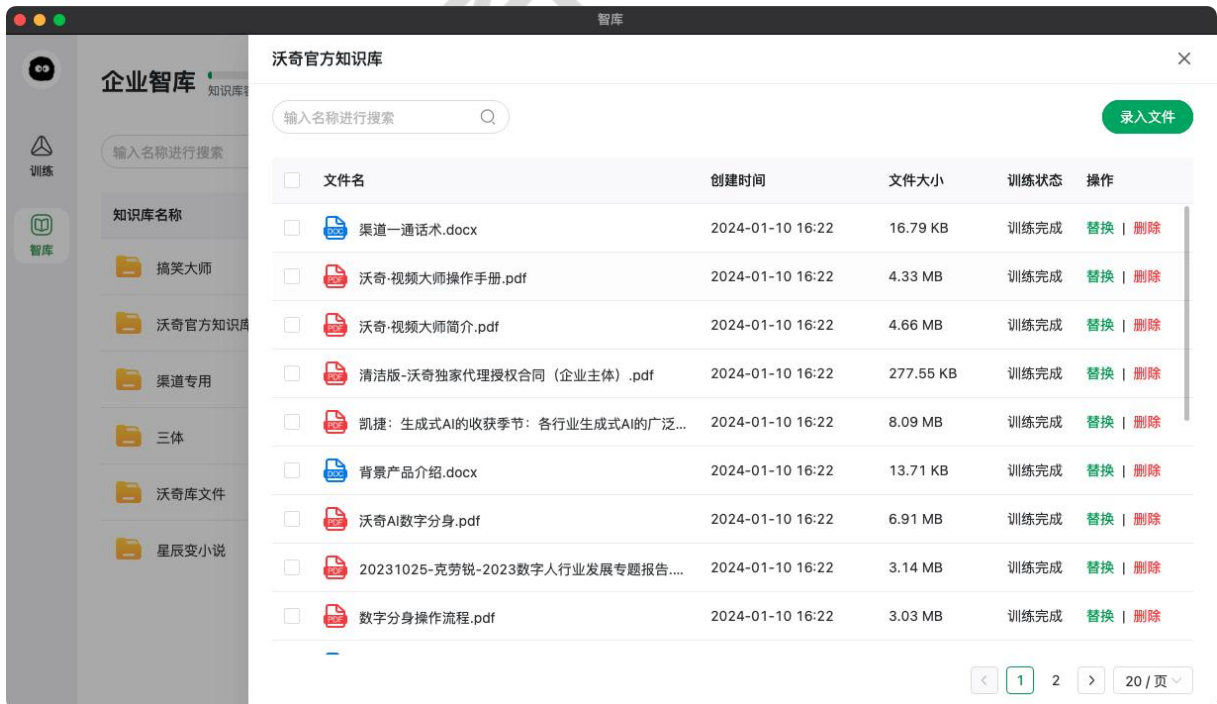 智库
沃奇官方知识库
企业智库
知识库
输入名称进行搜索
录入文件
训练
输入名称进行搜索
文件名 创建时间 文件大小 训练状态 操作
知识库名称
智库
DOC 渠道一通话术.docx 2024-01-10 16:22 16.79 KB 训练完成 替换 | 删除
搞笑大师
PDF 沃奇·视频大师操作手册.pdf 2024-01-10 16:22 4.33 MB 训练完成 替换 | 删除
沃奇官方知识库
PDF 沃奇·视频大师简介.pdf 2024-01-10 16:22 4.66 MB 训练完成 替换 | 删除
渠道专用
PDF 清洁版-沃奇独家代理授权合同（企业主体）.pdf 2024-01-10 16:22 277.55 KB 训练完成 替换 | 删除
三体
PDF 凯捷：生成式AI的收获季节：各行业生成式AI的广泛... 2024-01-10 16:22 8.09 MB 训练完成 替换 | 删除
DOC 背景产品介绍.docx 2024-01-10 16:22 13.71 KB 训练完成 替换 | 删除
沃奇库文件
PDF 沃奇AI数字分身.pdf 2024-01-10 16:22 6.91 MB 训练完成 替换 | 删除
星辰变小说
PDF 20231025-克劳锐-2023数字人行业发展专题报告.... 2024-01-10 16:22 3.14 MB 训练完成 替换 | 删除
PDF 数字分身操作流程.pdf 2024-01-10 16:22 3.03 MB 训练完成 替换 | 删除
1 2 20 / 页